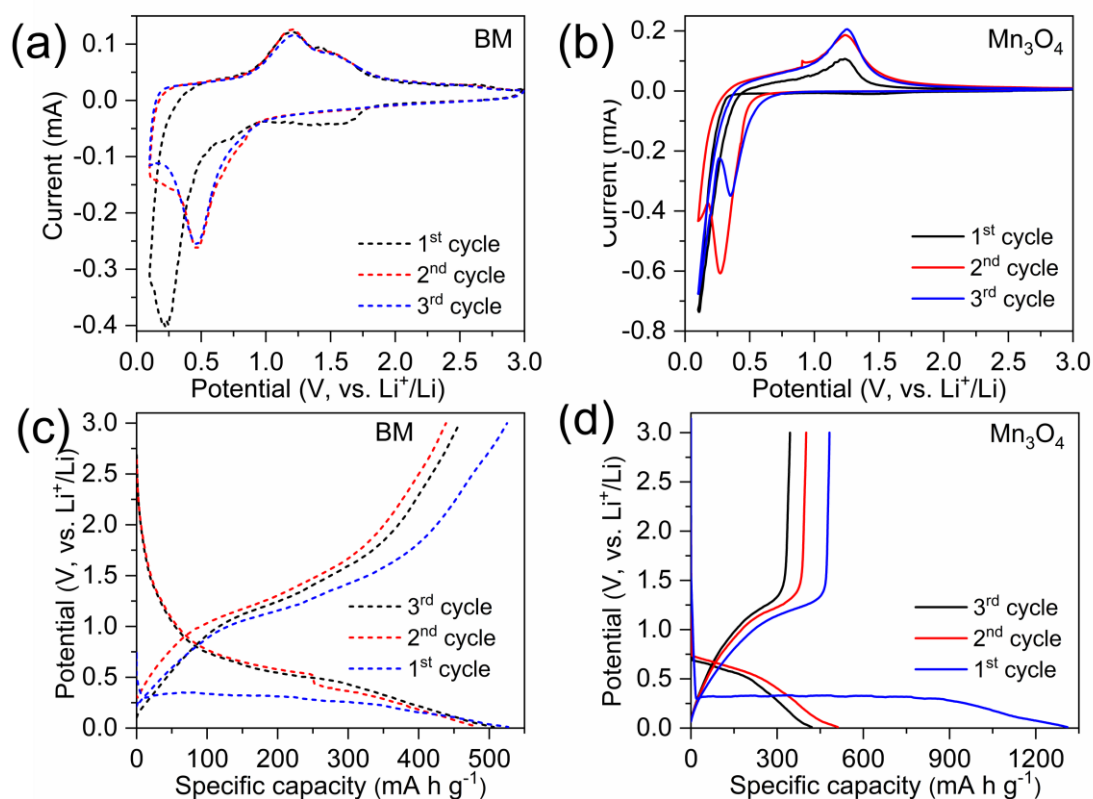 (a)
BM
0.1
0.0
-0.1
-0.2
-0.3
-0.4
Current (mA)
1st cycle
2nd cycle
3rd cycle
0.0 0.5 1.0 1.5 2.0 2.5 3.0
Potential (V, vs. Li+/Li)
(b)
Mn3O4
0.4
0.2
0.0
-0.2
-0.4
-0.6
-0.8
Current (mA)
1st cycle
2nd cycle
3rd cycle
0.0 0.5 1.0 1.5 2.0 2.5 3.0
Potential (V, vs. Li+/Li)
(c)
BM
3.0
2.5
2.0
1.5
1.0
0.5
0.0
Potential (V, vs. Li+/Li)
3rd cycle
2nd cycle
1st cycle
0 100 200 300 400 500
Specific capacity (mA h g-1)
(d)
Mn3O4
3.0
2.5
2.0
1.5
1.0
0.5
0.0
Potential (V, vs. Li+/Li)
3rd cycle
2nd cycle
1st cycle
0 300 600 900 1200
Specific capacity (mA h g-1)